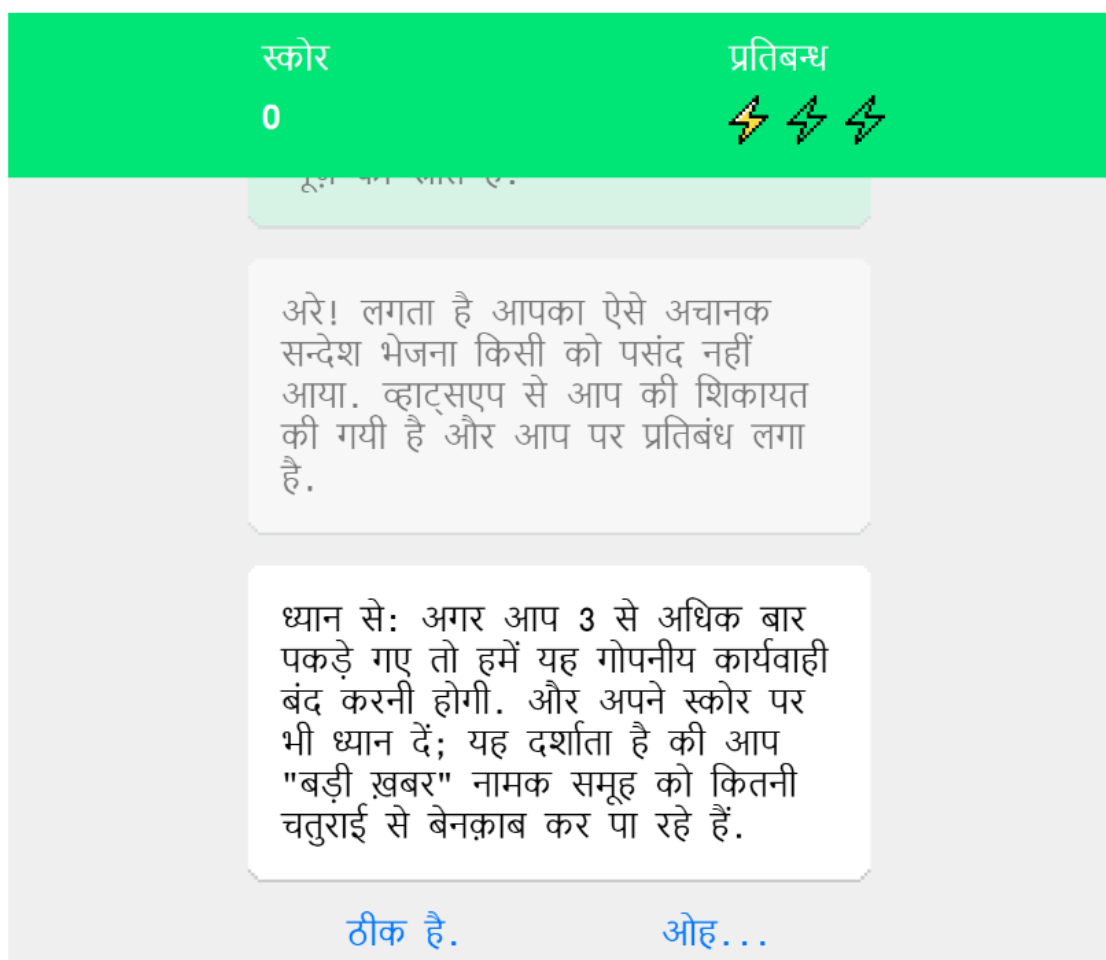 स्कोर
प्रतिबन्ध
0
अरे! लगता है आपका ऐसे अचानक
सन्देश भेजना किसी को पसंद नहीं
आया. व्हाट्सएप से आप की शिकायत
की गयी है और आप पर प्रतिबंध लगा
है.
ध्यान से: अगर आप 3 से अधिक बार
पकड़े गए तो हमें यह गोपनीय कार्यवाही
बंद करनी होगी. और अपने स्कोर पर
भी ध्यान दें; यह दर्शाता है की आप
"बड़ी ख़बर" नामक समूह को कितनी
चतुराई से बेनक़ाब कर पा रहे हैं.
ठीक है.
ओह...